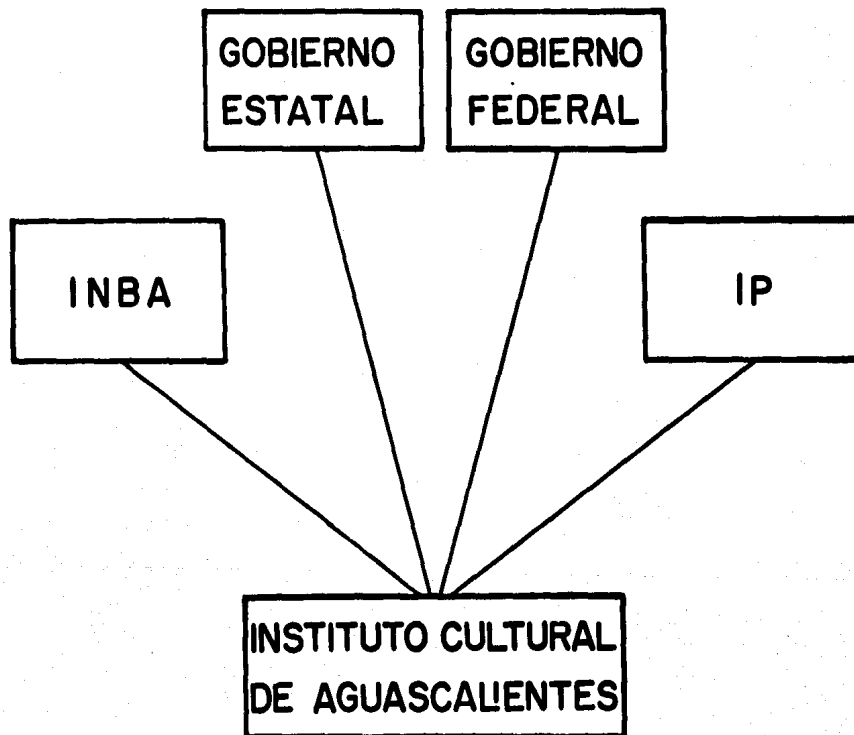 GOBIERNO
ESTATAL
GOBIERNO
FEDERAL
INBA
IP
INSTITUTO CULTURAL
DE AGUASCALIENTES